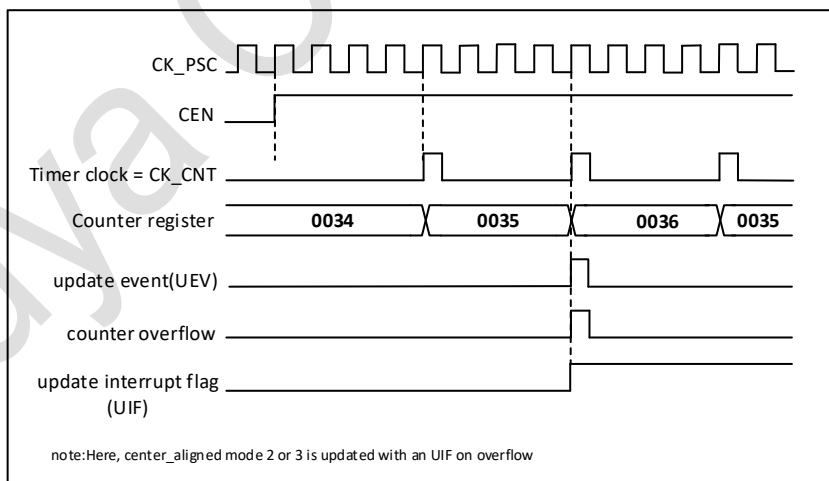 CK_PSC
CEN
Timer clock = CK_CNT
Counter register 0034 0035 0036 0035
update event(UEV)
counter overflow
update interrupt flag
(UIF)
note:Here, center_aligned mode 2 or 3 is updated with an UIF on overflow